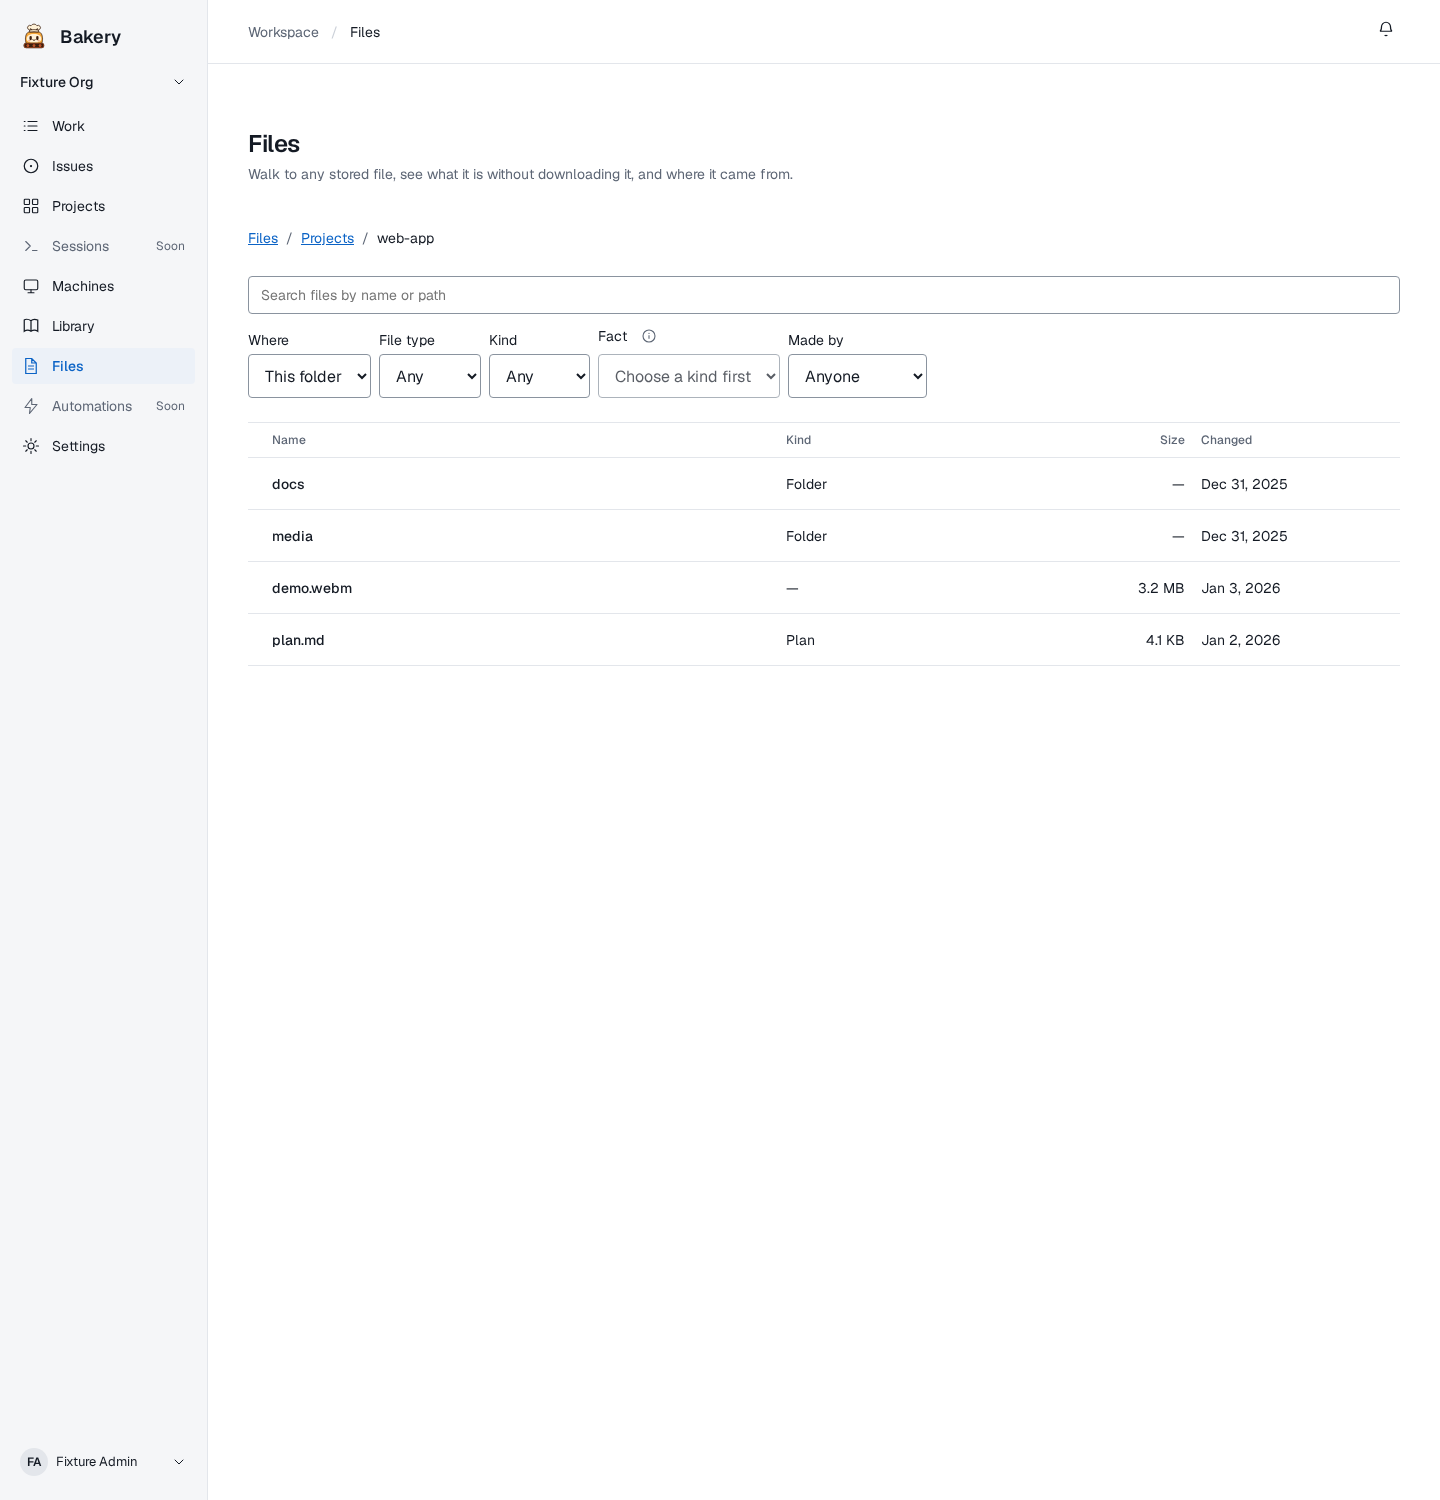 Bakery
Workspace / Files
Fixture Org
Work
Issues
Projects
Sessions Soon
Machines
Library
Files
Automations Soon
Settings
Files
Walk to any stored file, see what it is without downloading it, and where it came from.
Files / Projects / web-app
Search files by name or path
Where File type Kind Fact Made by
This folder Any Any Choose a kind first Anyone
Name Kind Size Changed
docs Folder — Dec 31, 2025
media Folder — Dec 31, 2025
demo.webm — 3.2 MB Jan 3, 2026
plan.md Plan 4.1 KB Jan 2, 2026
FA Fixture Admin